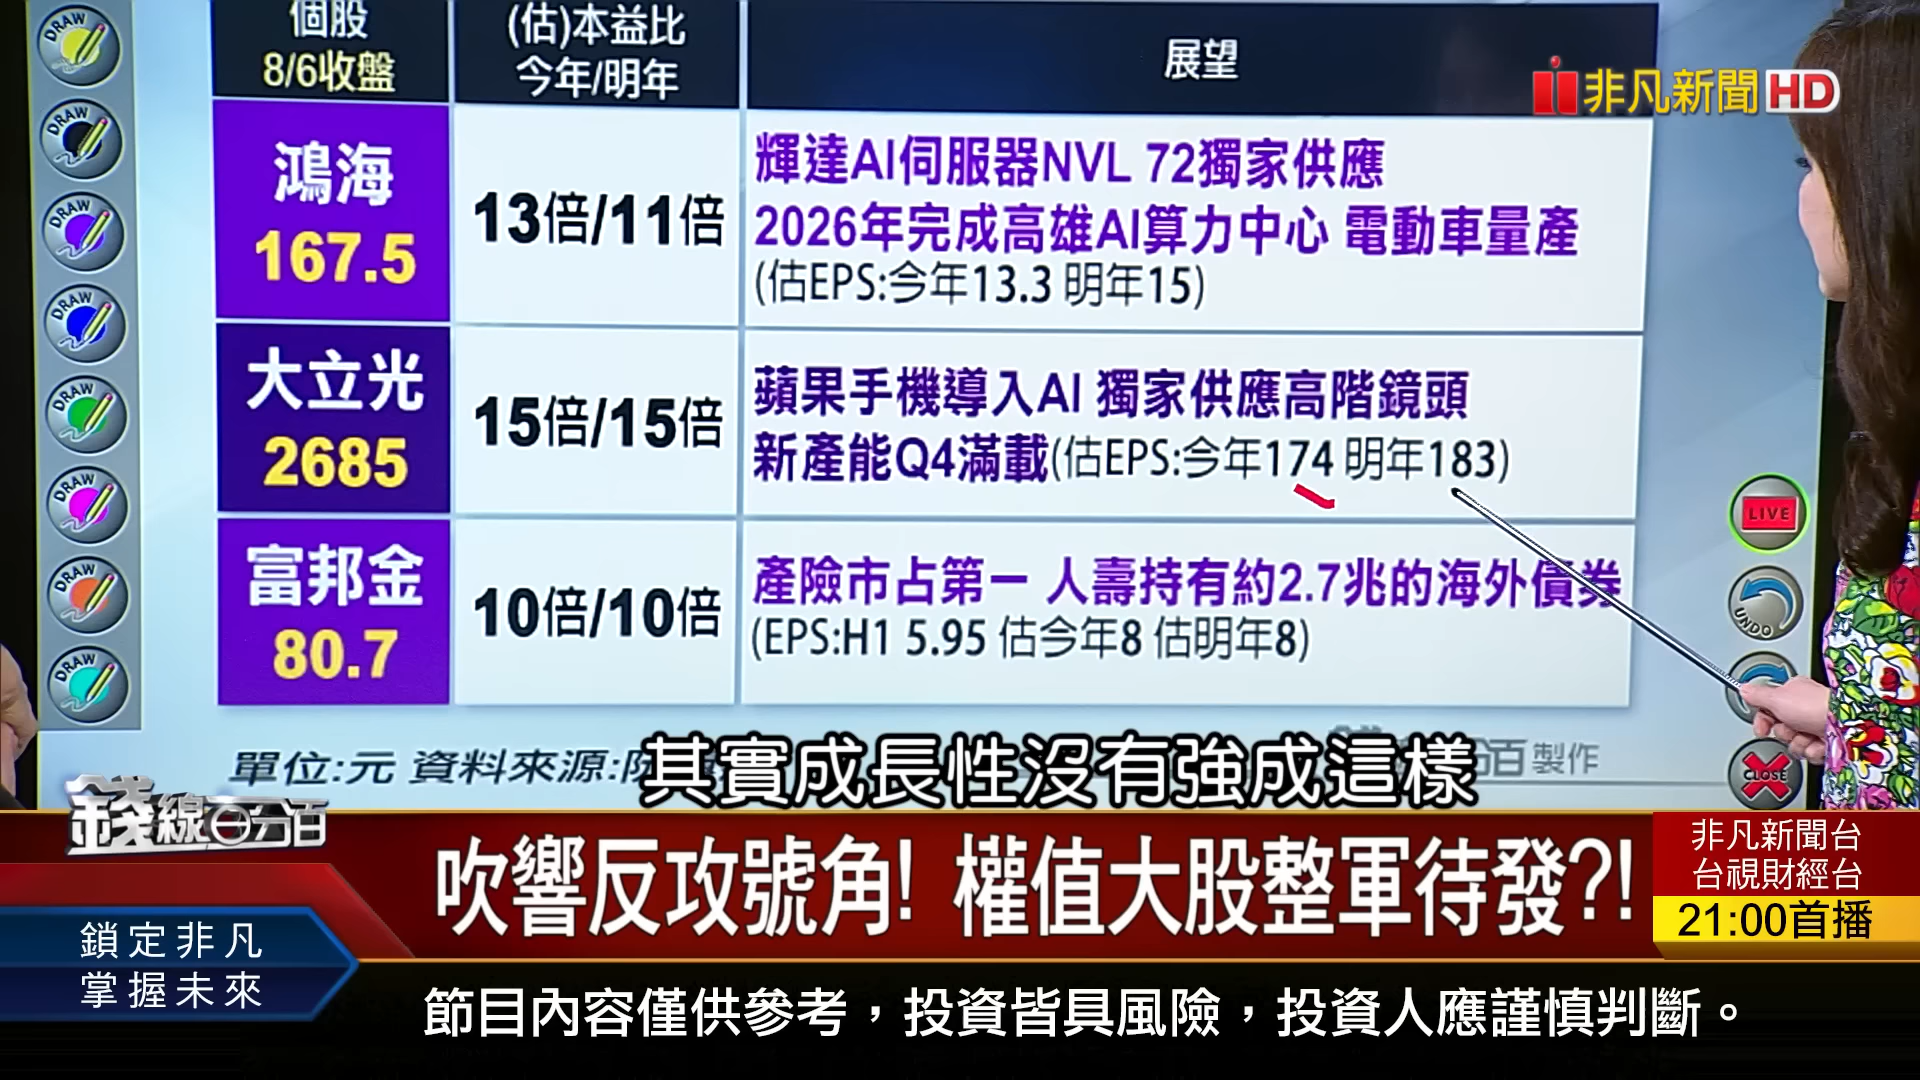 DRAW
DRAW
DRAW
DRAW
DRAW
DRAW
DRAW
DRAW
個股
8/6收盤
(估)本益比
今年/明年
展望
非凡新聞HD
鴻海
167.5
13倍/11倍
輝達AI伺服器NVL 72獨家供應
2026年完成高雄AI算力中心 電動車量產
(估EPS:今年13.3 明年15)
大立光
2685
15倍/15倍
蘋果手機導入AI 獨家供應高階鏡頭
新產能Q4滿載(估EPS:今年174 明年183)
富邦金
80.7
10倍/10倍
產險市占第一 人壽持有約2.7兆的海外債券
(EPS:H1 5.95 估今年8 估明年8)
LIVE
UNDO
CLOSE
單位:元 資料來源:
百製作
其實成長性沒有強成這樣
錢線百分百
吹響反攻號角! 權值大股整軍待發?!
非凡新聞台
台視財經台
21:00首播
鎖定非凡
掌握未來
節目內容僅供參考，投資皆具風險，投資人應謹慎判斷。